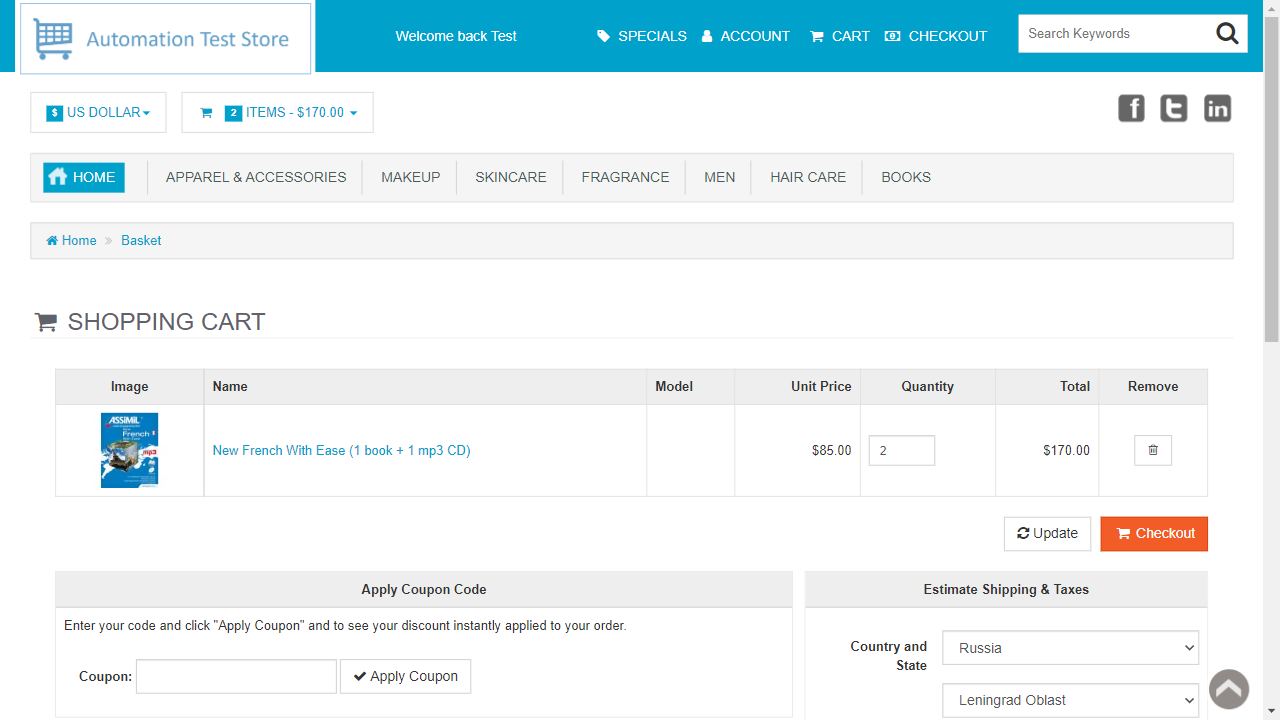 Automation Test Store
Welcome back Test
SPECIALS ACCOUNT CART CHECKOUT
Search Keywords
$ US DOLLAR
2 ITEMS - $170.00
HOME APPAREL & ACCESSORIES MAKEUP SKINCARE FRAGRANCE MEN HAIR CARE BOOKS
Home » Basket
SHOPPING CART
Image Name Model Unit Price Quantity Total Remove
ASSIMIL
French
mp3
New French With Ease (1 book + 1 mp3 CD) $85.00 2 $170.00
Update Checkout
Apply Coupon Code
Enter your code and click "Apply Coupon" and to see your discount instantly applied to your order.
Coupon: Apply Coupon
Estimate Shipping & Taxes
Country and State Russia
Leningrad Oblast